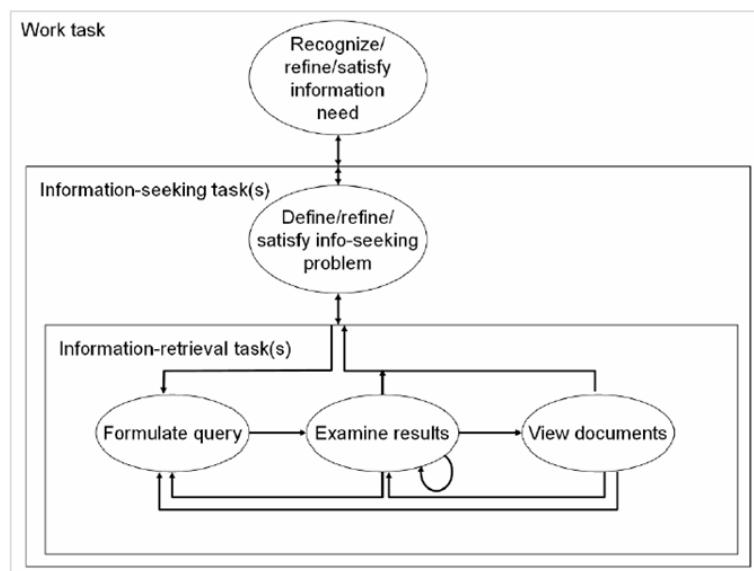 Work task
Recognize/
refine/satisfy
information
need
Information-seeking task(s)
Define/refine/
satisfy info-seeking
problem
Information-retrieval task(s)
Formulate query
Examine results
View documents